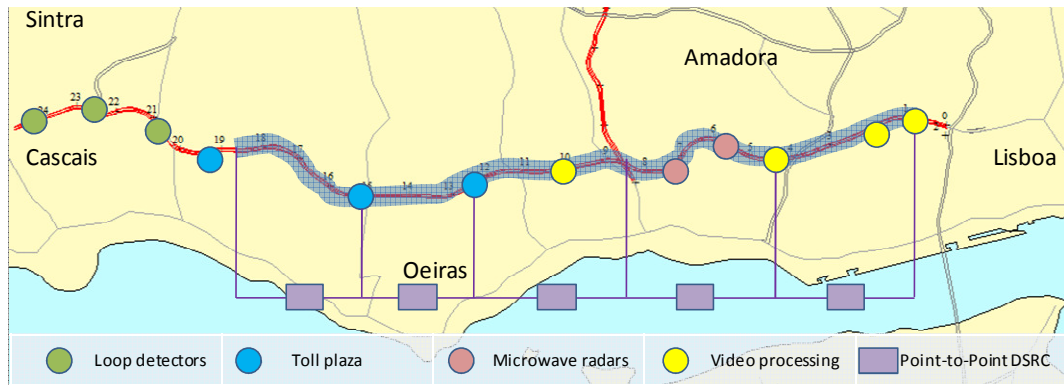 Sintra
Amadora
23
22
24
21
20
19
18
17
16
15
14
13
12
11
10
9
8
7
6
5
4
3
2
1
0
Cascais
Lisboa
Oeiras
Loop detectors
Toll plaza
Microwave radars
Video processing
Point-to-Point DSRC